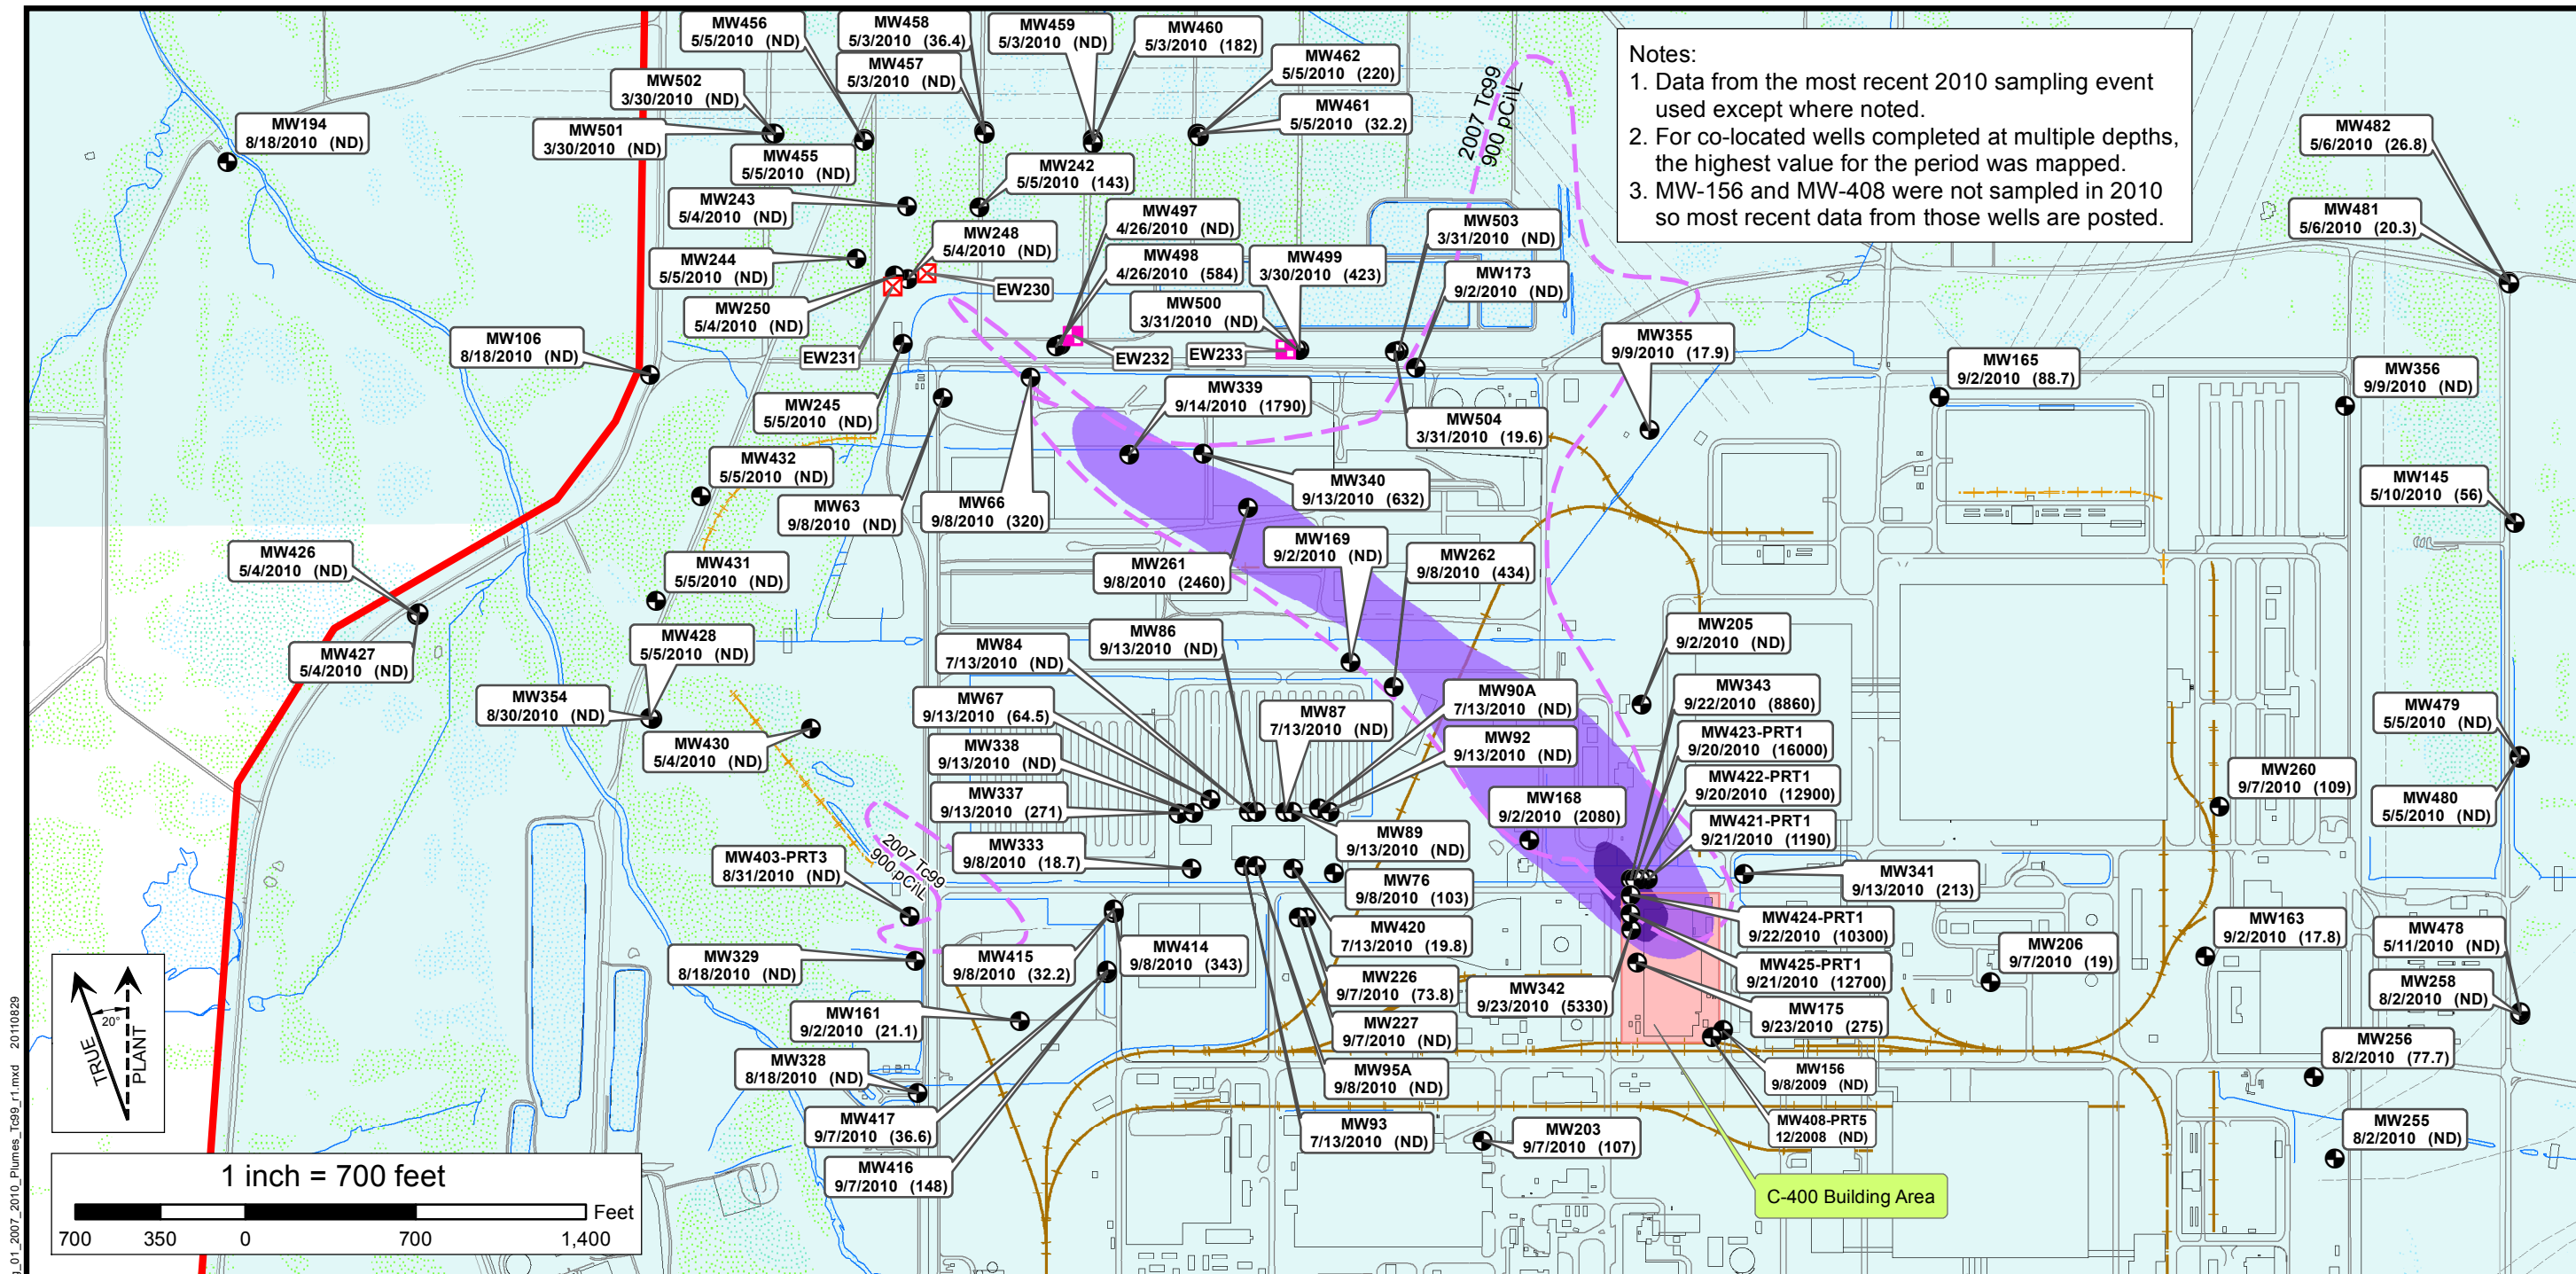 MW456
5/5/2010 (ND)
MW458
5/3/2010 (36.4)
MW459
5/3/2010 (ND)
MW460
5/3/2010 (182)
MW457
5/3/2010 (ND)
MW462
5/5/2010 (220)
MW502
3/30/2010 (ND)
MW461
5/5/2010 (32.2)
MW194
8/18/2010 (ND)
MW501
3/30/2010 (ND)
MW455
5/5/2010 (ND)
MW242
5/5/2010 (143)
2007 Tc99
900 pCi/L
Notes:
1. Data from the most recent 2010 sampling event
used except where noted.
2. For co-located wells completed at multiple depths,
the highest value for the period was mapped.
3. MW-156 and MW-408 were not sampled in 2010
so most recent data from those wells are posted.
MW482
5/6/2010 (26.8)
MW481
5/6/2010 (20.3)
MW243
5/4/2010 (ND)
MW497
4/26/2010 (ND)
MW503
3/31/2010 (ND)
MW248
5/4/2010 (ND)
MW244
5/5/2010 (ND)
MW498
4/26/2010 (584)
MW499
3/30/2010 (423)
MW173
9/2/2010 (ND)
EW230
MW250
5/4/2010 (ND)
MW500
3/31/2010 (ND)
MW106
8/18/2010 (ND)
EW231
EW232
EW233
MW355
9/9/2010 (17.9)
MW165
9/2/2010 (88.7)
MW356
9/9/2010 (ND)
MW245
5/5/2010 (ND)
MW339
9/14/2010 (1790)
MW504
3/31/2010 (19.6)
MW432
5/5/2010 (ND)
MW63
9/8/2010 (ND)
MW66
9/8/2010 (320)
MW340
9/13/2010 (632)
MW145
5/10/2010 (56)
MW426
5/4/2010 (ND)
MW431
5/5/2010 (ND)
MW261
9/8/2010 (2460)
MW169
9/2/2010 (ND)
MW262
9/8/2010 (434)
MW427
5/4/2010 (ND)
MW428
5/5/2010 (ND)
MW84
7/13/2010 (ND)
MW86
9/13/2010 (ND)
MW205
9/2/2010 (ND)
MW354
8/30/2010 (ND)
MW67
9/13/2010 (64.5)
MW87
7/13/2010 (ND)
MW90A
7/13/2010 (ND)
MW343
9/22/2010 (8860)
MW479
5/5/2010 (ND)
MW430
5/4/2010 (ND)
MW338
9/13/2010 (ND)
MW92
9/13/2010 (ND)
MW423-PRT1
9/20/2010 (16000)
MW337
9/13/2010 (271)
MW168
9/2/2010 (2080)
MW422-PRT1
9/20/2010 (12900)
MW260
9/7/2010 (109)
MW480
5/5/2010 (ND)
MW421-PRT1
9/21/2010 (1190)
MW333
9/8/2010 (18.7)
MW89
9/13/2010 (ND)
2007 Tc99
900 pCi/L
MW403-PRT3
8/31/2010 (ND)
MW76
9/8/2010 (103)
MW341
9/13/2010 (213)
MW329
8/18/2010 (ND)
MW415
9/8/2010 (32.2)
MW414
9/8/2010 (343)
MW420
7/13/2010 (19.8)
MW424-PRT1
9/22/2010 (10300)
MW206
9/7/2010 (19)
MW163
9/2/2010 (17.8)
MW478
5/11/2010 (ND)
MW226
9/7/2010 (73.8)
MW342
9/23/2010 (5330)
MW425-PRT1
9/21/2010 (12700)
MW258
8/2/2010 (ND)
MW161
9/2/2010 (21.1)
MW227
9/7/2010 (ND)
MW175
9/23/2010 (275)
MW256
8/2/2010 (77.7)
MW328
8/18/2010 (ND)
MW95A
9/8/2010 (ND)
MW156
9/8/2009 (ND)
MW417
9/7/2010 (36.6)
MW93
7/13/2010 (ND)
MW203
9/7/2010 (107)
MW408-PRT5
12/2008 (ND)
MW255
8/2/2010 (ND)
MW416
9/7/2010 (148)
C-400 Building Area
20°
TRUE
PLANT
1 inch = 700 feet
Feet
700 350 0 700 1,400
_01_2007_2010_Plumes_Tc99_r1.mxd 20110829